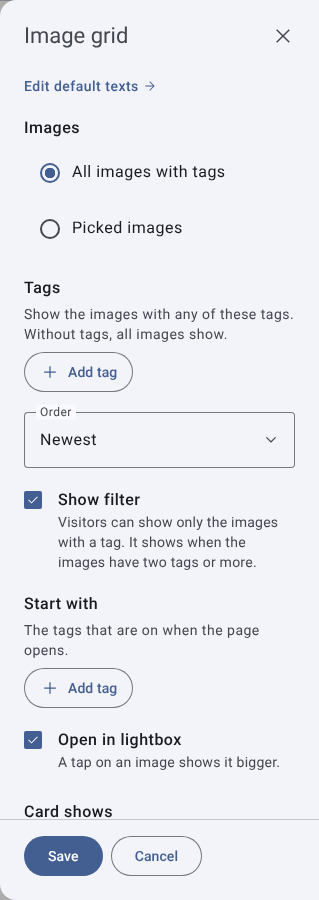 Image grid
Edit default texts →
Images
All images with tags
Picked images
Tags
Show the images with any of these tags.
Without tags, all images show.
+ Add tag
Order
Newest
Show filter
Visitors can show only the images
with a tag. It shows when the
images have two tags or more.
Start with
The tags that are on when the page
opens.
+ Add tag
Open in lightbox
A tap on an image shows it bigger.
Card shows
Save
Cancel